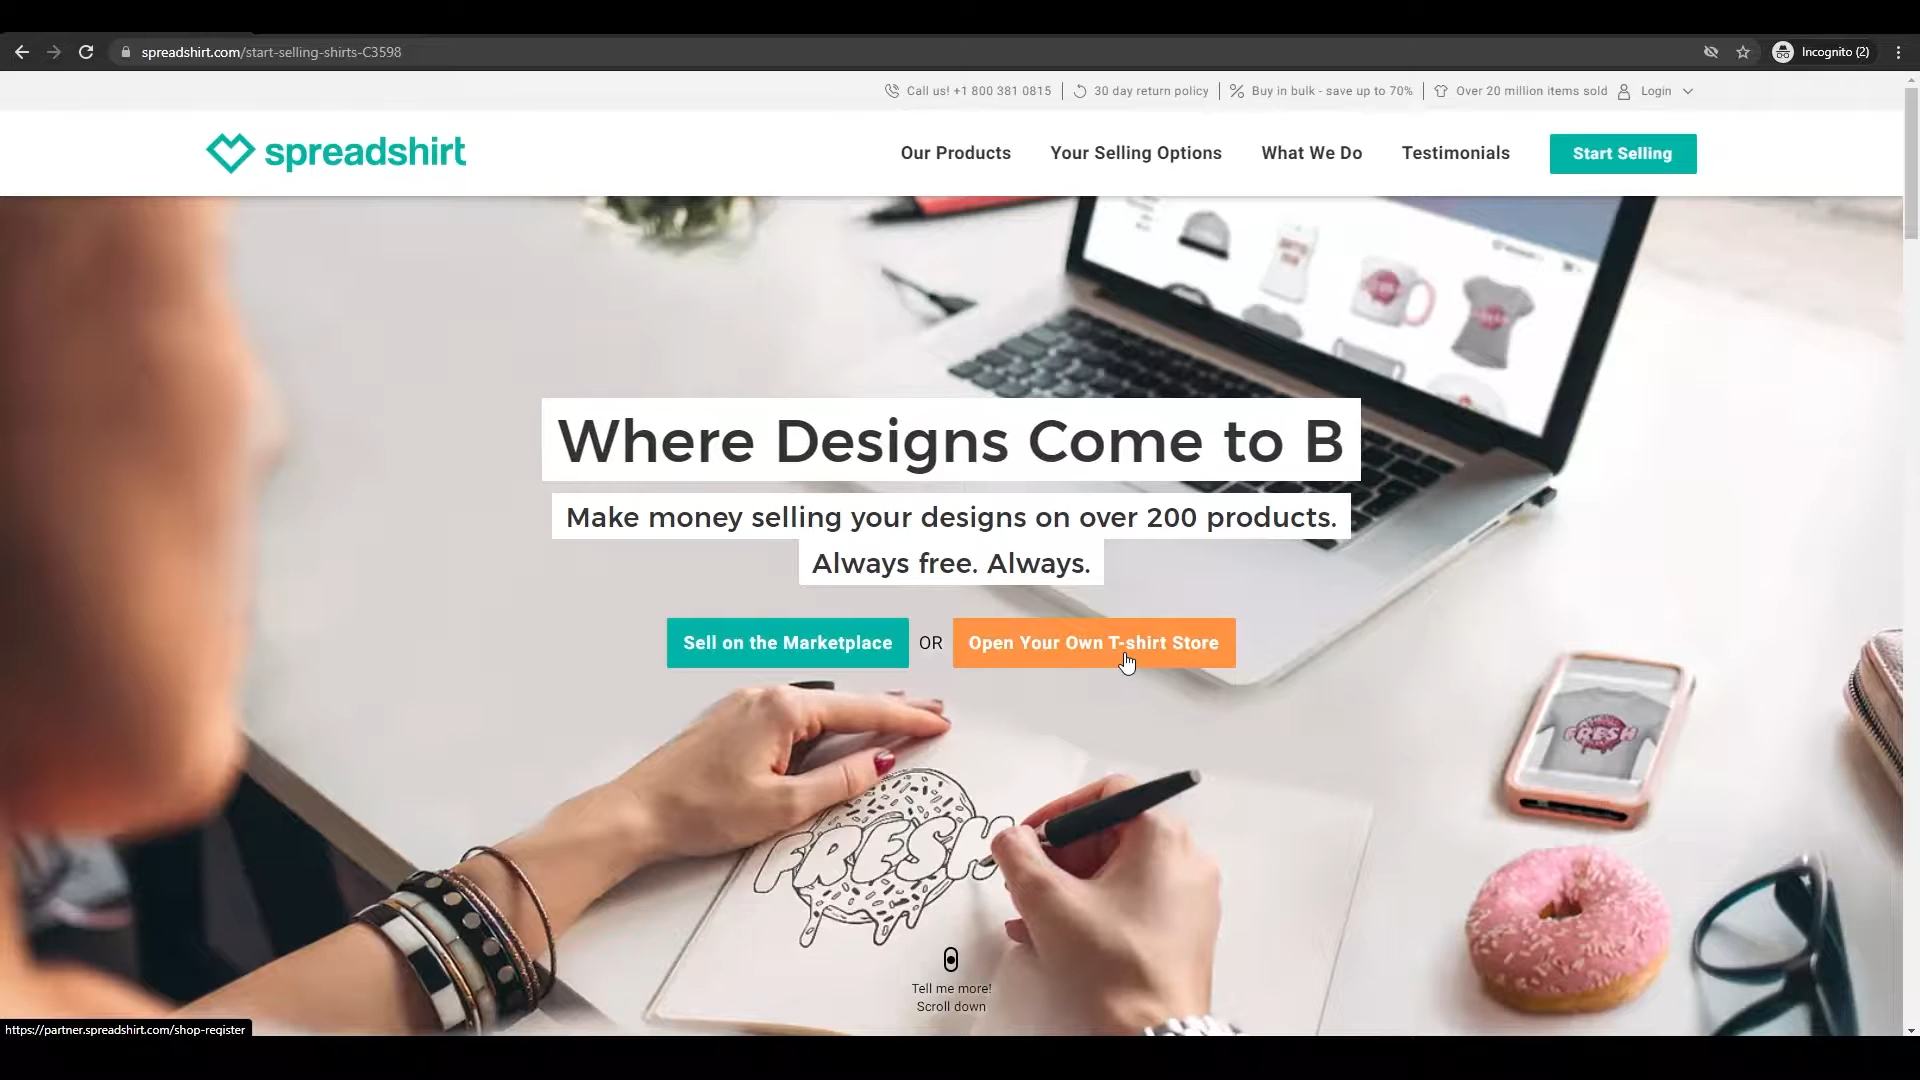 spreadshirt.com/start-selling-shirts-C3598
Incognito (2)
Call us! +1 800 381 0815
30 day return policy
Buy in bulk - save up to 70%
Over 20 million items sold
Login
spreadshirt
Our Products
Your Selling Options
What We Do
Testimonials
Start Selling
Where Designs Come to B
Make money selling your designs on over 200 products.
Always free. Always.
Sell on the Marketplace
OR
Open Your Own T-shirt Store
FRESH
FRESH
Tell me more!
Scroll down
https://partner.spreadshirt.com/shop-register